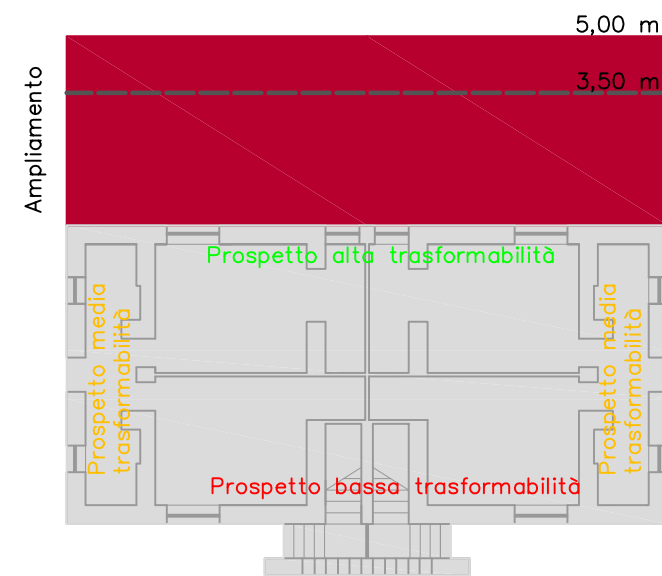 5,00 m
3,50 m
Ampliamento
Prospetto alta trasformabilità
Prospetto media
trasformabilità
Prospetto media
trasformabilità
Prospetto bassa trasformabilità